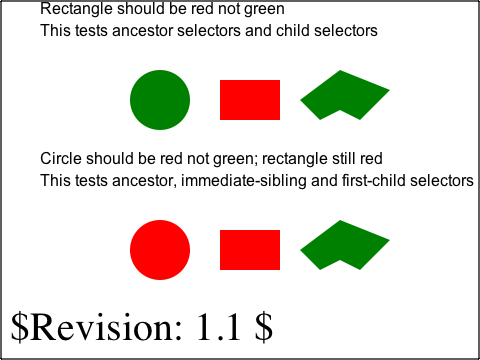 Rectangle should be red not green
This tests ancestor selectors and child selectors
Circle should be red not green; rectangle still red
This tests ancestor, immediate-sibling and first-child selectors
$Revision: 1.1 $